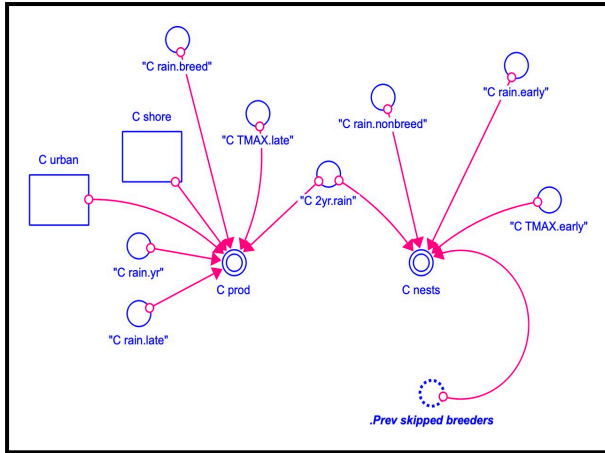 "C rain.breed"
"C rain.early"
C shore
"C TMAX.late"
"C rain.nonbreed"
C urban
"C 2yr.rain"
"C TMAX.early"
"C rain.yr"
C prod
C nests
"C rain.late"
.Prev skipped breeders